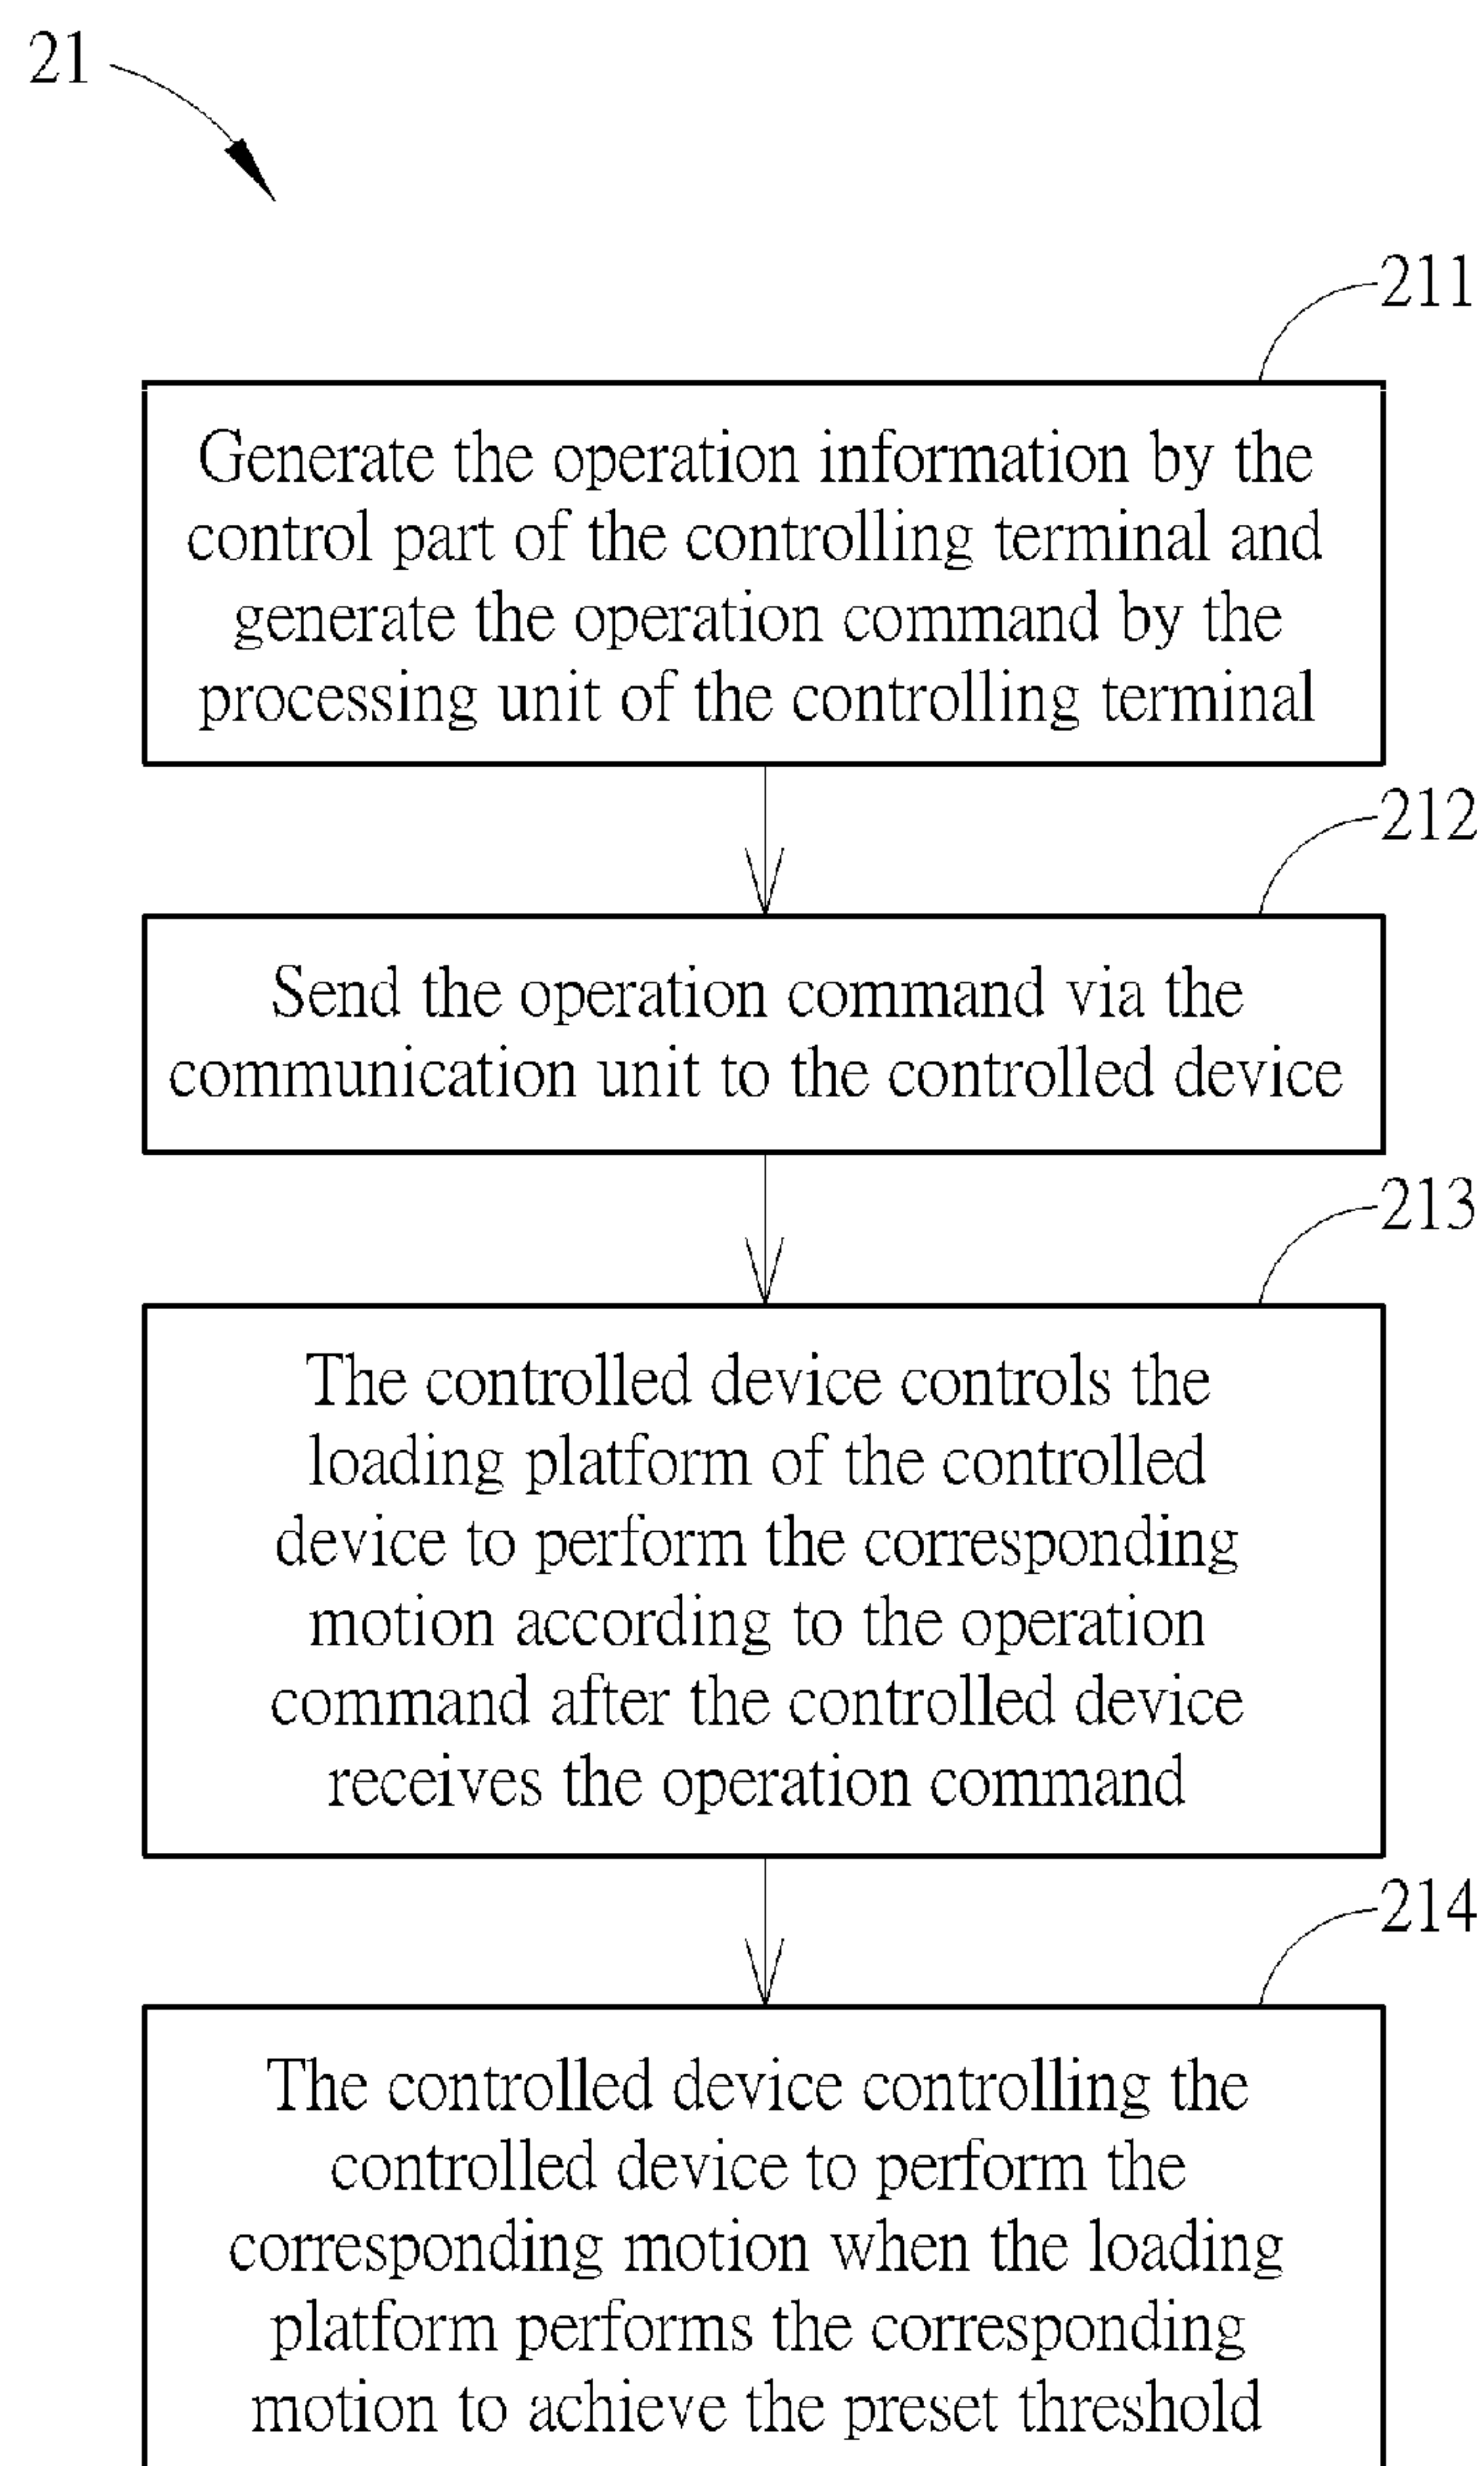 21
211
Generate the operation information by the
control part of the controlling terminal and
generate the operation command by the
processing unit of the controlling terminal
212
Send the operation command via the
communication unit to the controlled device
213
The controlled device controls the
loading platform of the controlled
device to perform the corresponding
motion according to the operation
command after the controlled device
receives the operation command
214
The controlled device controlling the
controlled device to perform the
corresponding motion when the loading
platform performs the corresponding
motion to achieve the preset threshold